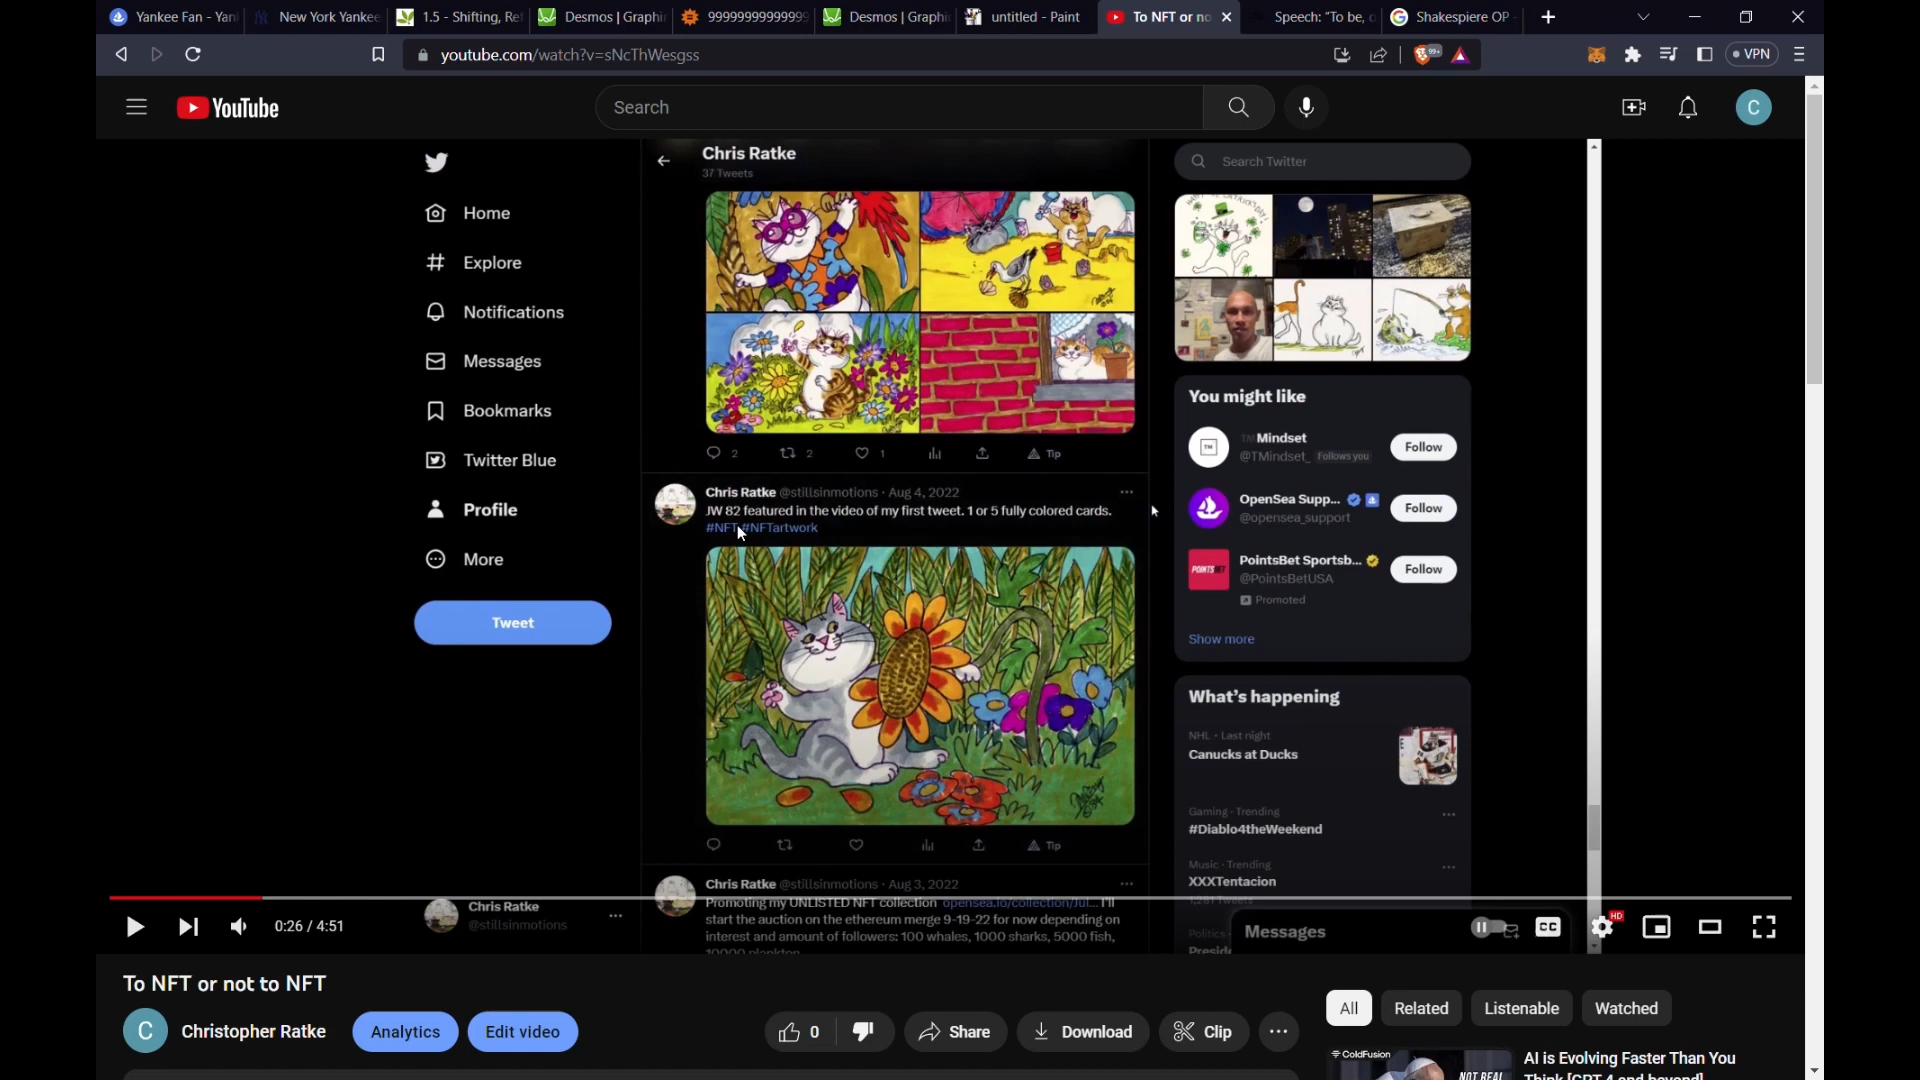 Yankee Fan - Yan
New York Yankee
1.5 - Shifting, Ref
Desmos | Graphi
9999999999999
Desmos | Graphi
untitled - Paint
To NFT or no
Speech: "To be, o
Shakespiere OP -
youtube.com/watch?v=sNcThWesgss
99+
VPN
YouTube
Search
C
Chris Ratke
37 Tweets
Search Twitter
Home
Explore
Notifications
Messages
Bookmarks
Twitter Blue
Profile
More
Tweet
2 2 1 Tip
Chris Ratke @stillsinmotions · Aug 4, 2022
JW 82 featured in the video of my first tweet. 1 or 5 fully colored cards.
#NFT #NFTartwork
Tip
Chris Ratke @stillsinmotions · Aug 3, 2022
Promoting my UNLISTED NFT collection opensea.io/collection/Jul... I'll
start the auction on the ethereum merge 9-19-22 for now depending on
interest and amount of followers: 100 whales, 1000 sharks, 5000 fish,
10000 plankton
You might like
TM Mindset
@TMindset_ Follows you
Follow
OpenSea Supp...
@opensea_support
Follow
POINTSBET
PointsBet Sportsb...
@PointsBetUSA
Promoted
Follow
Show more
What's happening
NHL · Last night
Canucks at Ducks
Gaming · Trending
#Diablo4theWeekend
Music · Trending
XXXTentacion
Politics ·
Messages
Chris Ratke
@stillsinmotions
0:26 / 4:51
CC
HD
To NFT or not to NFT
C
Christopher Ratke
Analytics
Edit video
0
Share
Download
Clip
All
Related
Listenable
Watched
ColdFusion
NOT REAL
AI is Evolving Faster Than You
Think [GPT-4 and beyond]